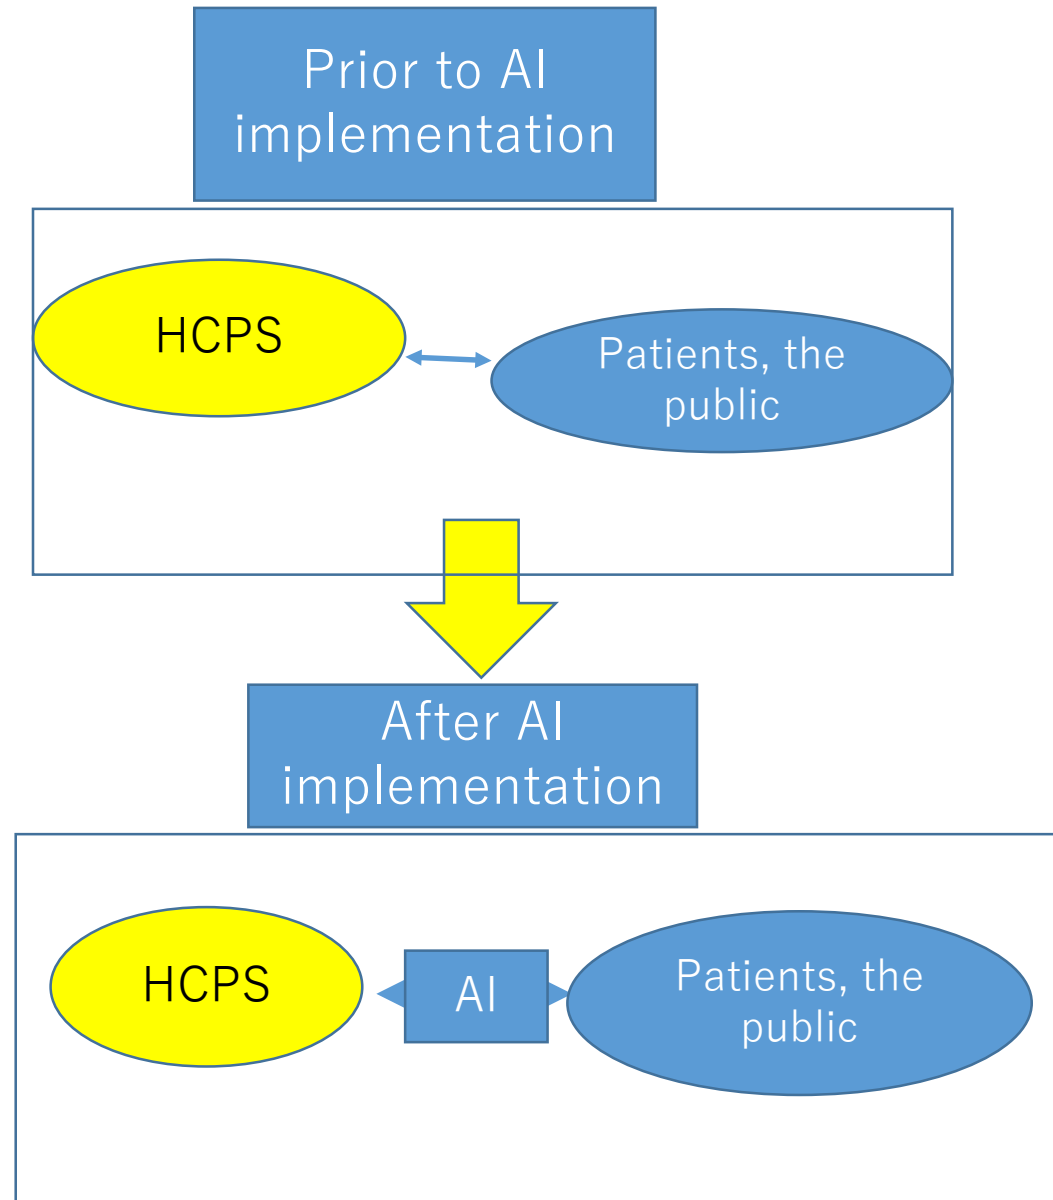 Prior to AI
implementation
HCPS
Patients, the
public
After AI
implementation
HCPS
AI
Patients, the
public